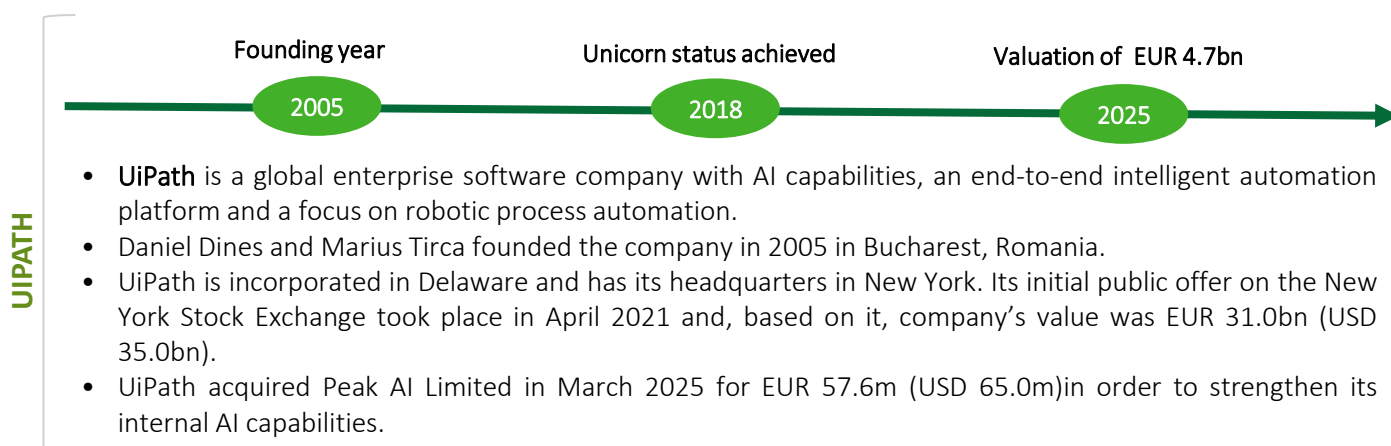 Founding year
Unicorn status achieved
Valuation of EUR 4.7bn
2005
2018
2025
UIPATH
• UiPath is a global enterprise software company with AI capabilities, an end-to-end intelligent automation
platform and a focus on robotic process automation.
• Daniel Dines and Marius Tirca founded the company in 2005 in Bucharest, Romania.
• UiPath is incorporated in Delaware and has its headquarters in New York. Its initial public offer on the New
York Stock Exchange took place in April 2021 and, based on it, company's value was EUR 31.0bn (USD
35.0bn).
• UiPath acquired Peak AI Limited in March 2025 for EUR 57.6m (USD 65.0m)in order to strengthen its
internal AI capabilities.